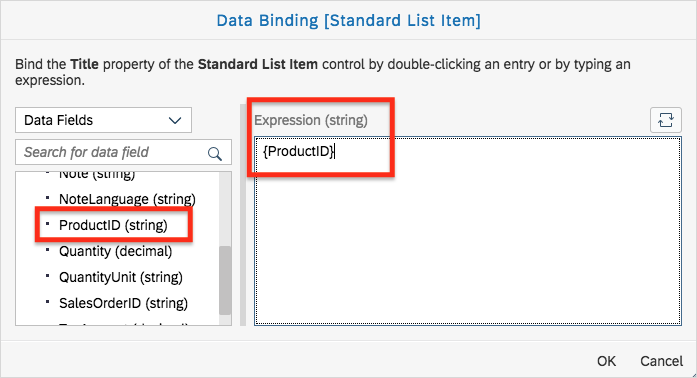 Data Binding [Standard List Item]
Bind the Title property of the Standard List Item control by double-clicking an entry or by typing an
expression.
Data Fields
Expression (string)
Search for data field
{ProductID}
Note (string)
NoteLanguage (string)
ProductID (string)
Quantity (decimal)
QuantityUnit (string)
SalesOrderID (string)
OK Cancel